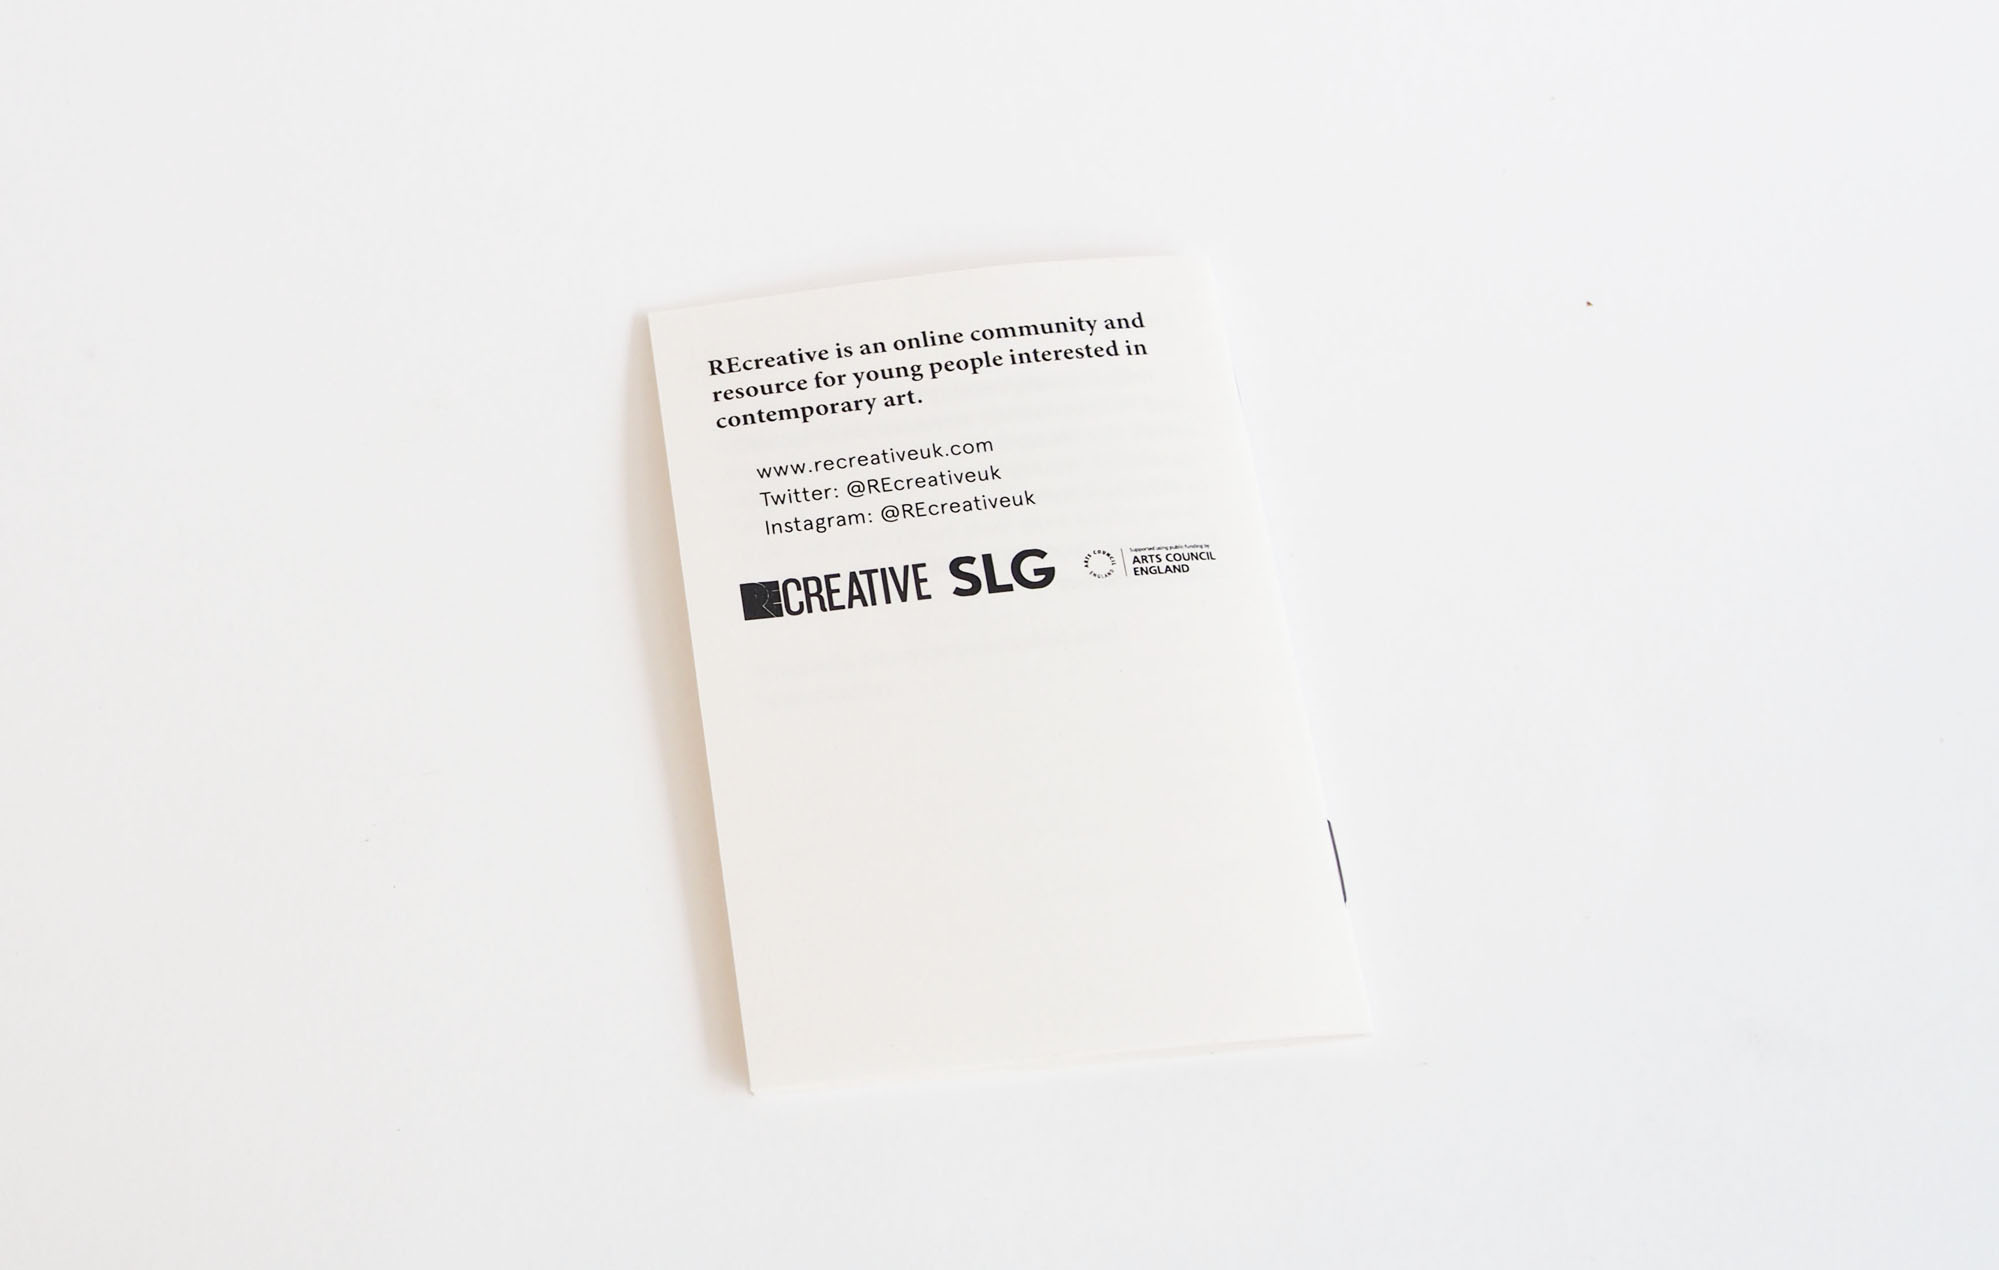 REcreative is an online community and
resource for young people interested in
contemporary art.
www.recreativeuk.com
Twitter: @REcreativeuk
Instagram: @REcreativeuk
RECREATIVE SLG
ARTS COUNCIL ENGLAND
Supported using public funding by
ARTS COUNCIL
ENGLAND